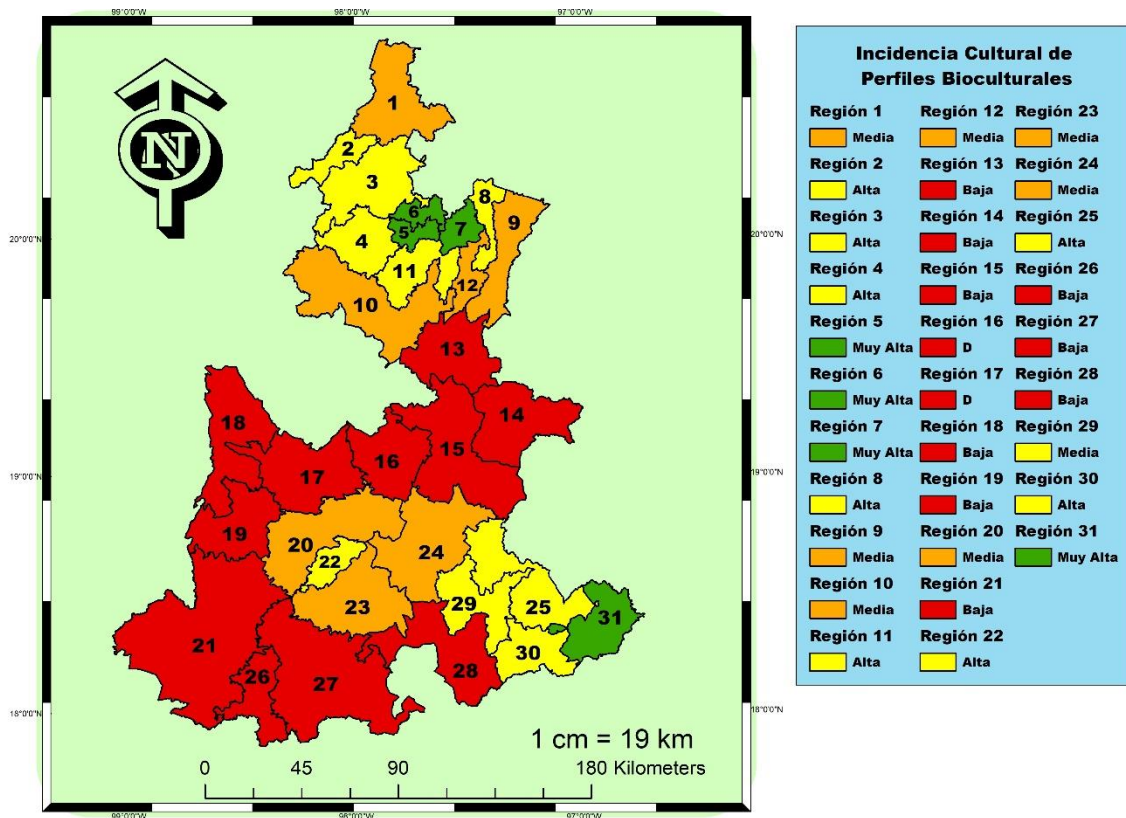 99°0'0"W
98°0'0"W
97°0'0"W
N
1
2
3
4
5
6
7
8
9
10
11
12
13
14
15
16
17
18
19
20
21
22
23
24
25
26
27
28
29
30
31
20°0'0"N
20°0'0"N
19°0'0"N
19°0'0"N
18°0'0"N
18°0'0"N
1 cm = 19 km
0 45 90 180 Kilometers
99°0'0"W
98°0'0"W
97°0'0"W
Incidencia Cultural de
Perfiles Bioculturales
Región 1 Región 12 Región 23
Media Media Media
Región 2 Región 13 Región 24
Alta Baja Media
Región 3 Región 14 Región 25
Alta Baja Alta
Región 4 Región 15 Región 26
Alta Baja Baja
Región 5 Región 16 Región 27
Muy Alta D Baja
Región 6 Región 17 Región 28
Muy Alta D Baja
Región 7 Región 18 Región 29
Muy Alta Baja Media
Región 8 Región 19 Región 30
Alta Baja Alta
Región 9 Región 20 Región 31
Media Media Muy Alta
Región 10 Región 21
Media Baja
Región 11 Región 22
Alta Alta